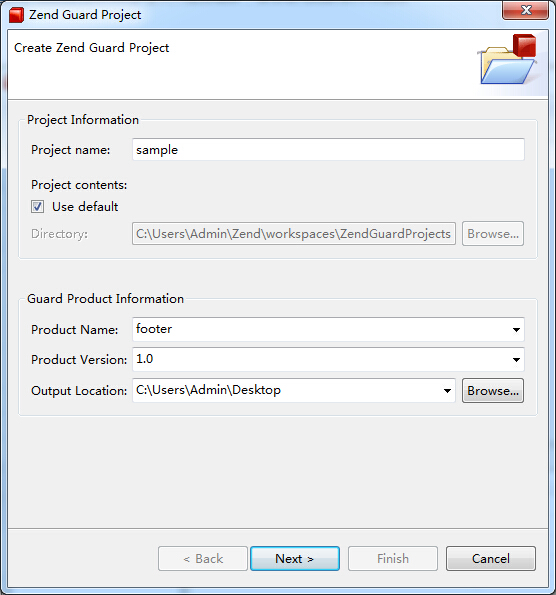 Zend Guard Project
Create Zend Guard Project
Project Information
Project name: sample
Project contents:
Use default
Directory: C:\Users\Admin\Zend\workspaces\ZendGuardProjects Browse...
Guard Product Information
Product Name: footer
Product Version: 1.0
Output Location: C:\Users\Admin\Desktop Browse...
< Back Next > Finish Cancel